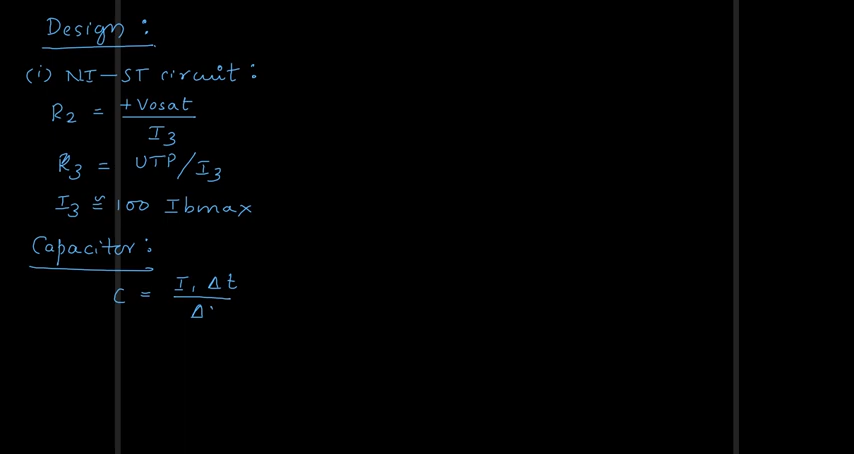 Design:
(i) NI-ST circuit:
R2 = +Vosat / I3
R3 = UTP/I3
I3 ≅ 100 Ibmax
Capacitor:
C = I1 Δt / Δ